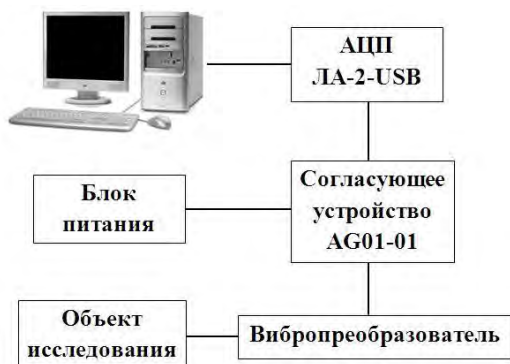 АЦП
ЛА-2-USB
Согласующее
устройство
AG01-01
Блок
питания
Объект
исследования
Вибропреобразователь